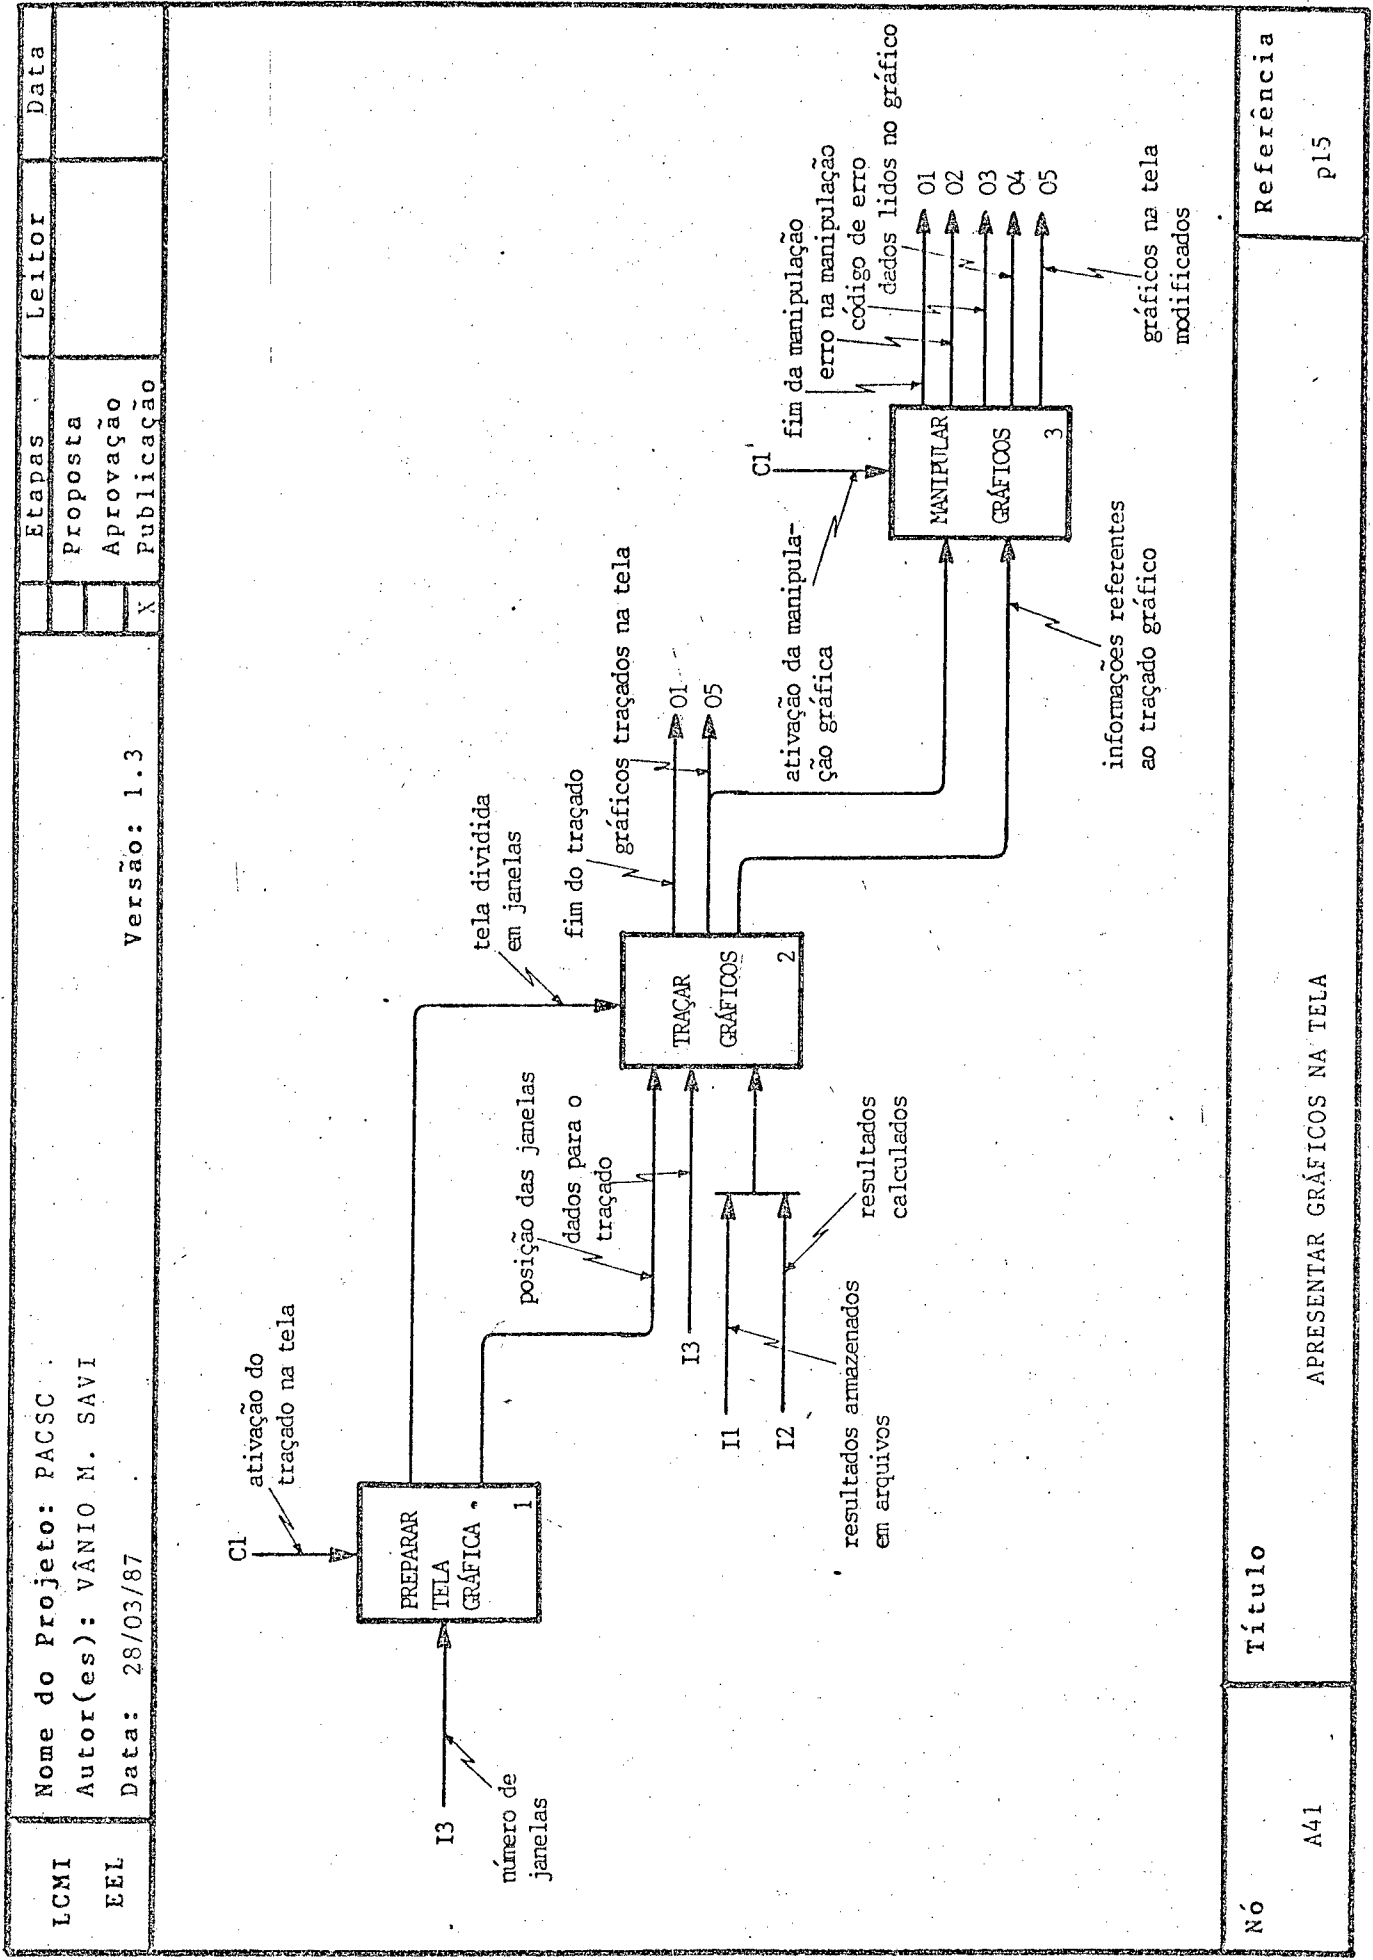 LCMI
EEL
Nome do Projeto: PACSC
Autor(es): VÂNIO M. SAVI
Data: 28/03/87
Versão: 1.3
X
Etapas
Proposta
Aprovação
Publicação
Leitor
Data
C1
ativação do
traçado na tela
I3
número de
janelas
PREPARAR
TELA
GRÁFICA
1
tela dividida
em janelas
posição das janelas
dados para o
traçado
I3
I1
I2
resultados armazenados
em arquivos
resultados
calculados
TRAÇAR
GRÁFICOS
2
fim do traçado
gráficos traçados na tela
O1
O5
C1
ativação da manipula-
ção gráfica
informações referentes
ao traçado gráfico
MANIPULAR
GRÁFICOS
3
fim da manipulação
erro na manipulação
código de erro
dados lidos no gráfico
O1
O2
O3
O4
O5
gráficos na tela
modificados
Nó
A41
Título
APRESENTAR GRÁFICOS NA TELA
Referência
p15